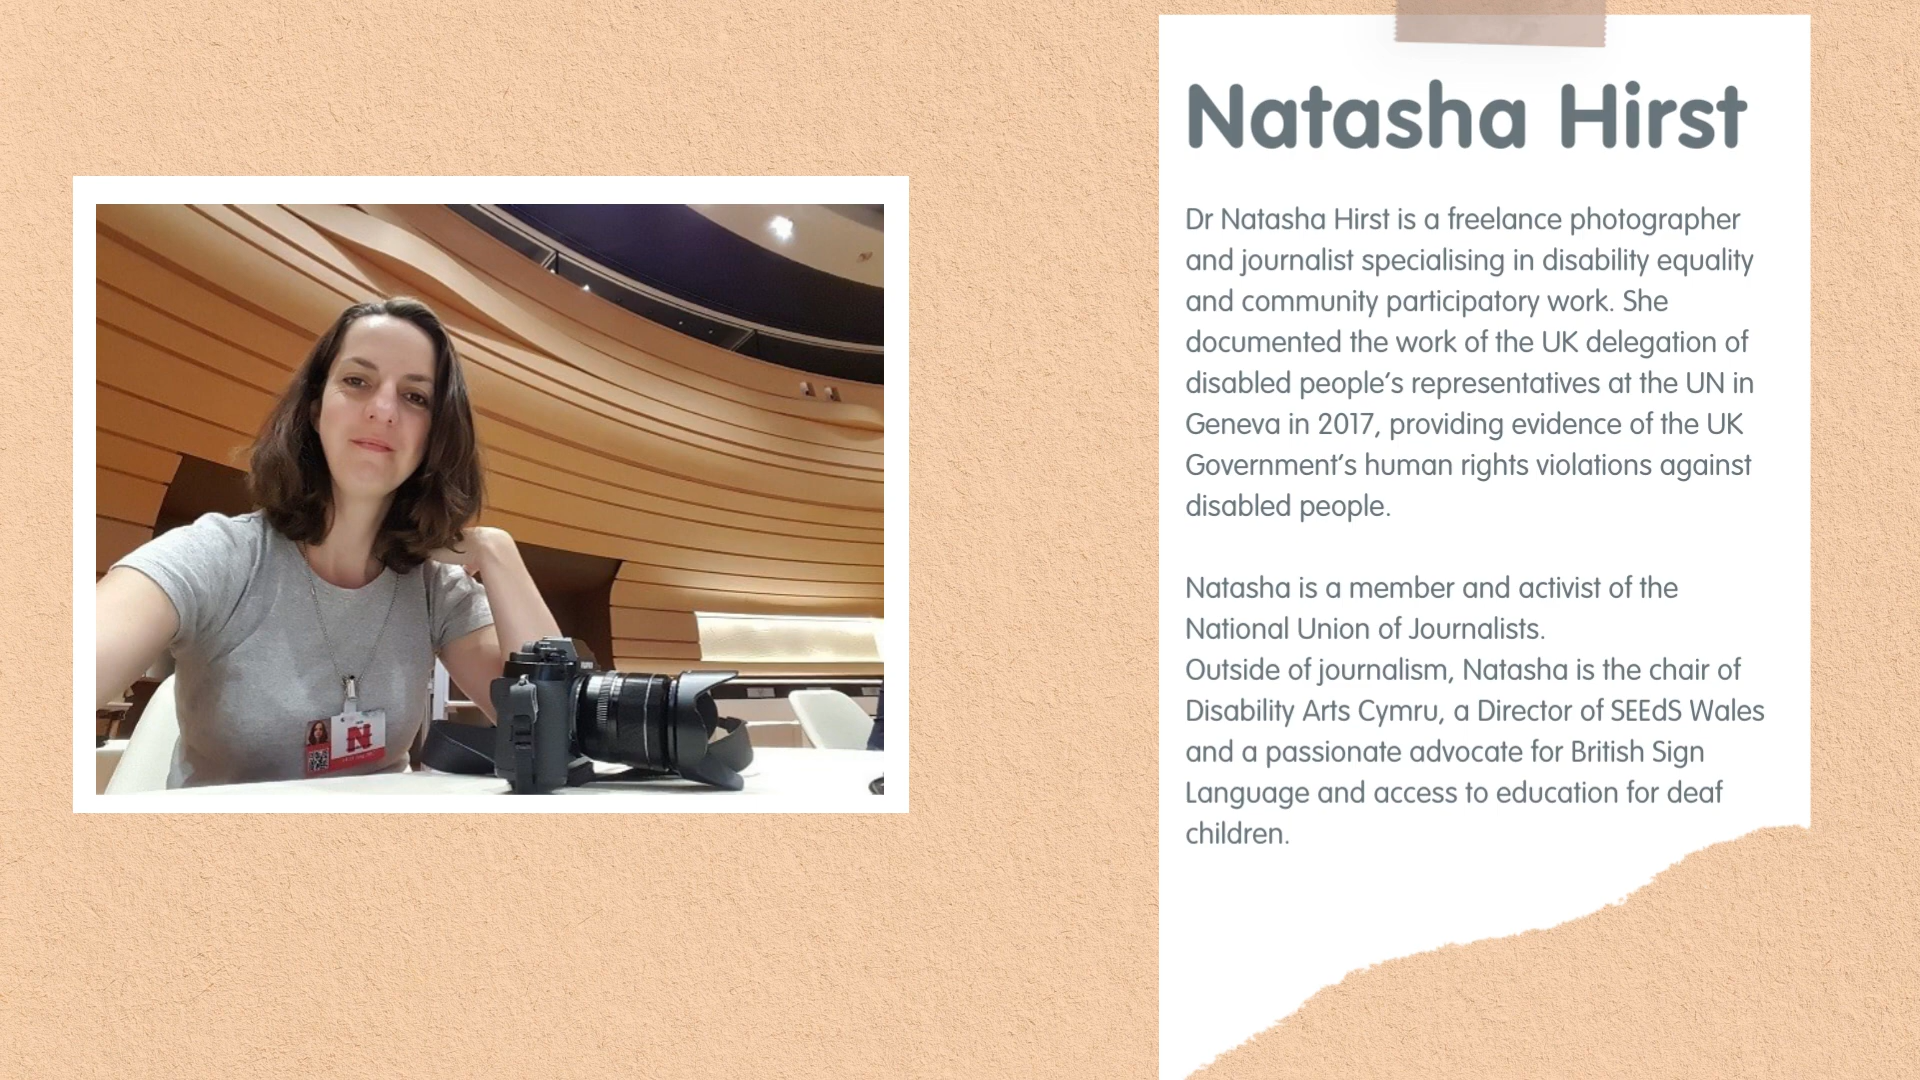 Natasha Hirst
Dr Natasha Hirst is a freelance photographer
and journalist specialising in disability equality
and community participatory work. She
documented the work of the UK delegation of
disabled people's representatives at the UN in
Geneva in 2017, providing evidence of the UK
Government's human rights violations against
disabled people.
Natasha is a member and activist of the
National Union of Journalists.
Outside of journalism, Natasha is the chair of
Disability Arts Cymru, a Director of SEEdS Wales
and a passionate advocate for British Sign
Language and access to education for deaf
children.
N